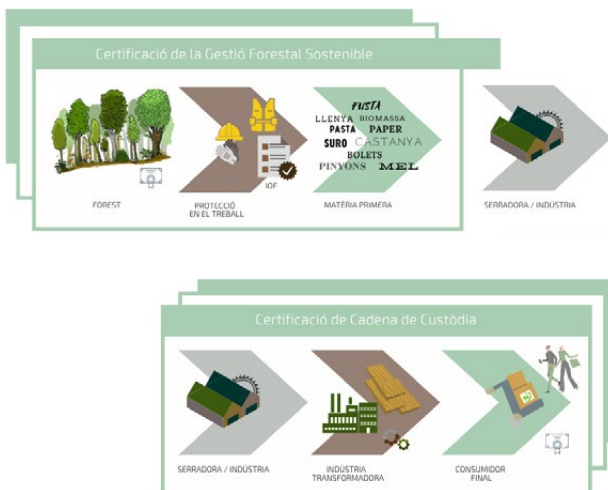 Certificació de la Gestió Forestal Sostenible
FUSTA
LLENYA BIOMASSA
PASTA PAPER
SURO CASTANYA
BOLETS
PINYONS MEL
IOF
FOREST
PROTECCIÓ
EN EL TREBALL
MATÈRIA PRIMERA
SERRADORA / INDÚSTRIA
Certificació de Cadena de Custòdia
SERRADORA / INDÚSTRIA
INDÚSTRIA
TRANSFORMADORA
CONSUMIDOR
FINAL